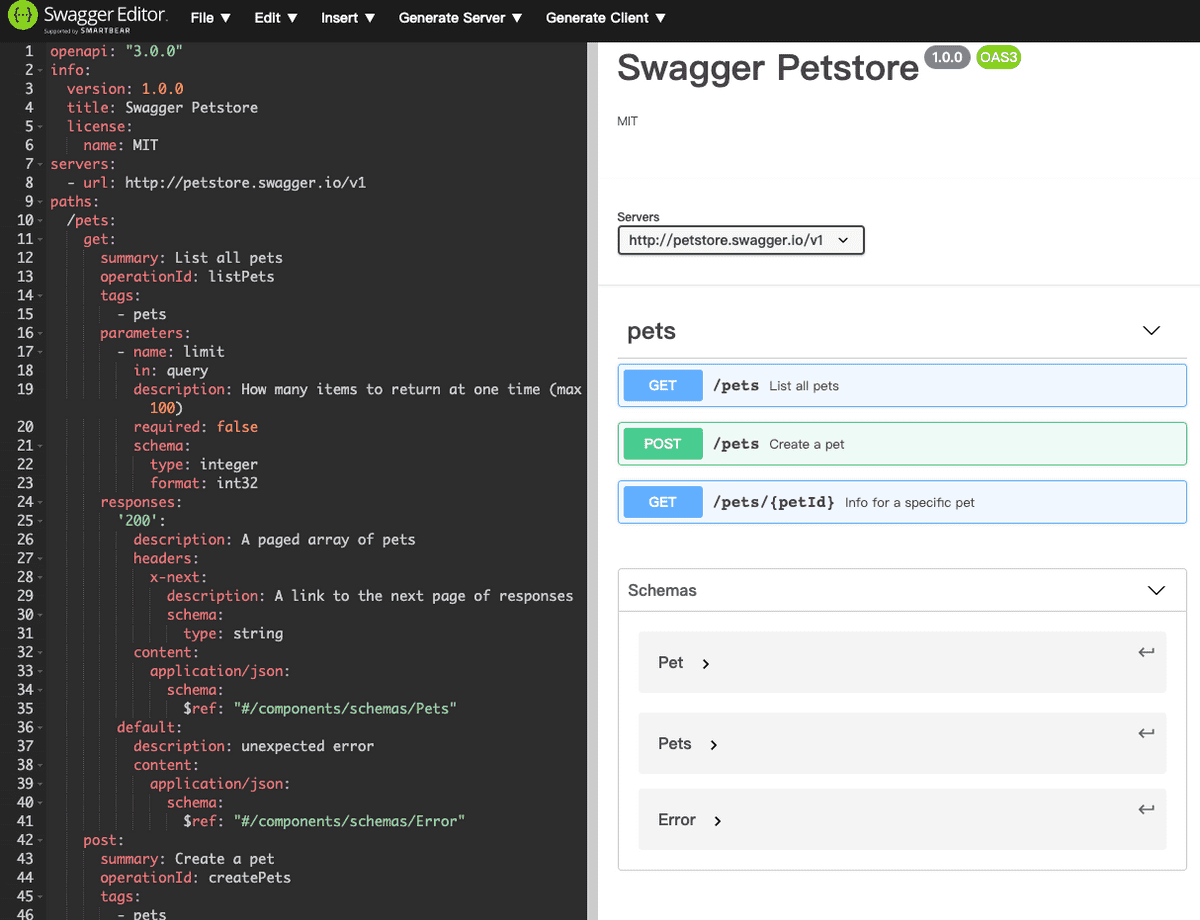 Swagger Editor.
Supported by SMARTBEAR
File ▼ Edit ▼ Insert ▼ Generate Server ▼ Generate Client ▼
1 openapi: "3.0.0"
2 info:
3 version: 1.0.0
4 title: Swagger Petstore
5 license:
6 name: MIT
7 servers:
8 - url: http://petstore.swagger.io/v1
9 paths:
10 /pets:
11 get:
12 summary: List all pets
13 operationId: listPets
14 tags:
15 - pets
16 parameters:
17 - name: limit
18 in: query
19 description: How many items to return at one time (max
100)
20 required: false
21 schema:
22 type: integer
23 format: int32
24 responses:
25 '200':
26 description: A paged array of pets
27 headers:
28 x-next:
29 description: A link to the next page of responses
30 schema:
31 type: string
32 content:
33 application/json:
34 schema:
35 $ref: "#/components/schemas/Pets"
36 default:
37 description: unexpected error
38 content:
39 application/json:
40 schema:
41 $ref: "#/components/schemas/Error"
42 post:
43 summary: Create a pet
44 operationId: createPets
45 tags:
46 - pets
Swagger Petstore 1.0.0 OAS3
MIT
Servers
http://petstore.swagger.io/v1
pets
GET /pets List all pets
POST /pets Create a pet
GET /pets/{petId} Info for a specific pet
Schemas
Pet
Pets
Error